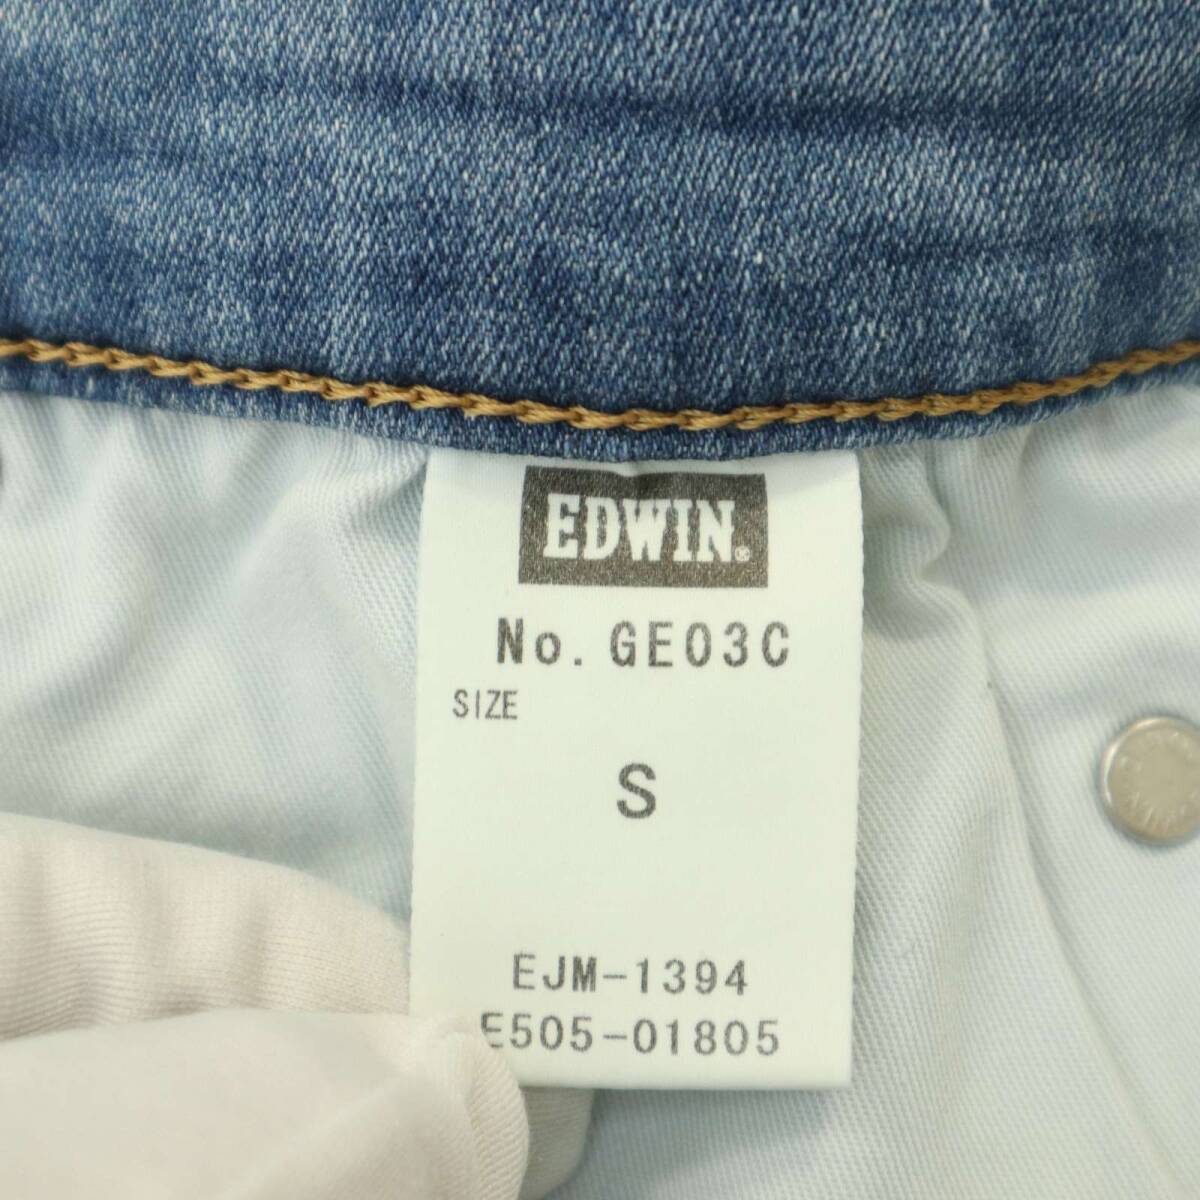 EDWIN®
No. GE03C
SIZE
S
EJM-1394
E505-01805